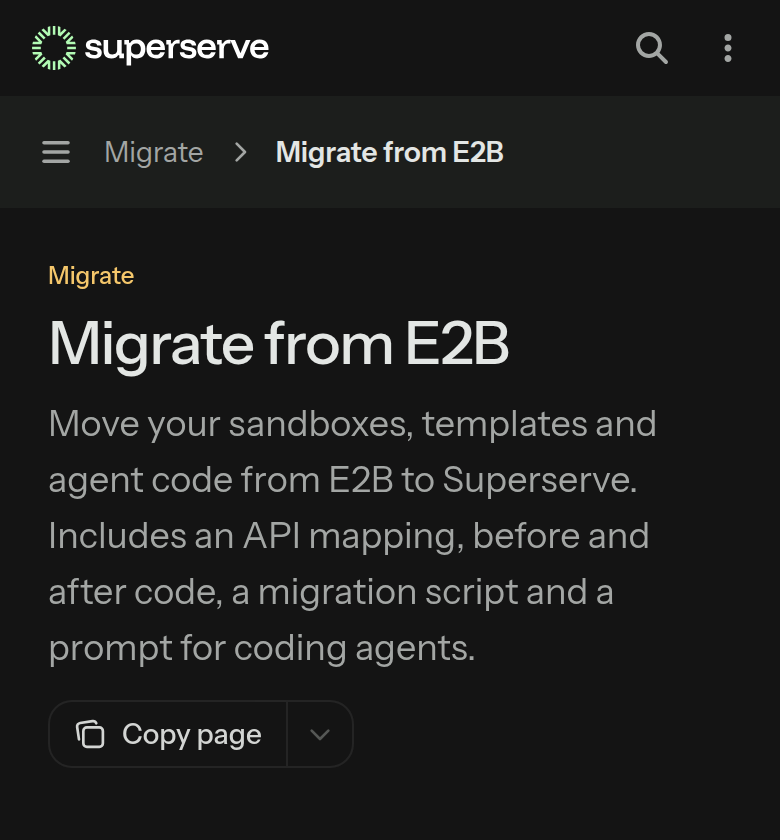 superserve
Migrate > Migrate from E2B
Migrate
Migrate from E2B
Move your sandboxes, templates and
agent code from E2B to Superserve.
Includes an API mapping, before and
after code, a migration script and a
prompt for coding agents.
Copy page